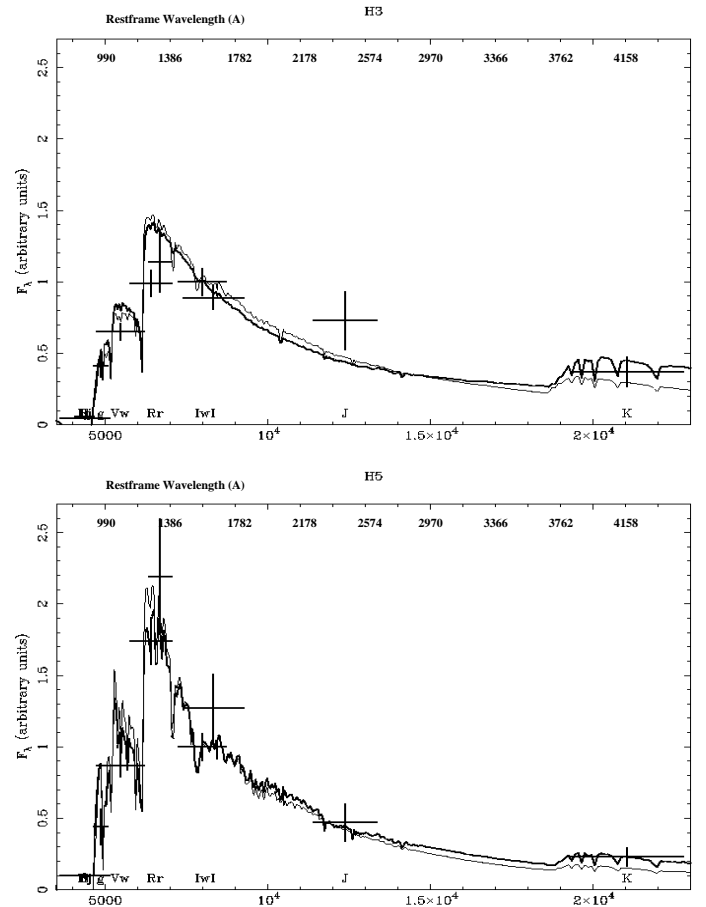 H3
Restframe Wavelength (A)
990 1386 1782 2178 2574 2970 3366 3762 4158
2.5
2
1.5
1
0.5
0
F_λ (arbitrary units)
g Vw Rr IwI J K
5000 10⁴ 1.5×10⁴ 2×10⁴
H5
Restframe Wavelength (A)
990 1386 1782 2178 2574 2970 3366 3762 4158
2.5
2
1.5
1
0.5
0
F_λ (arbitrary units)
g Vw Rr IwI J K
5000 10⁴ 1.5×10⁴ 2×10⁴